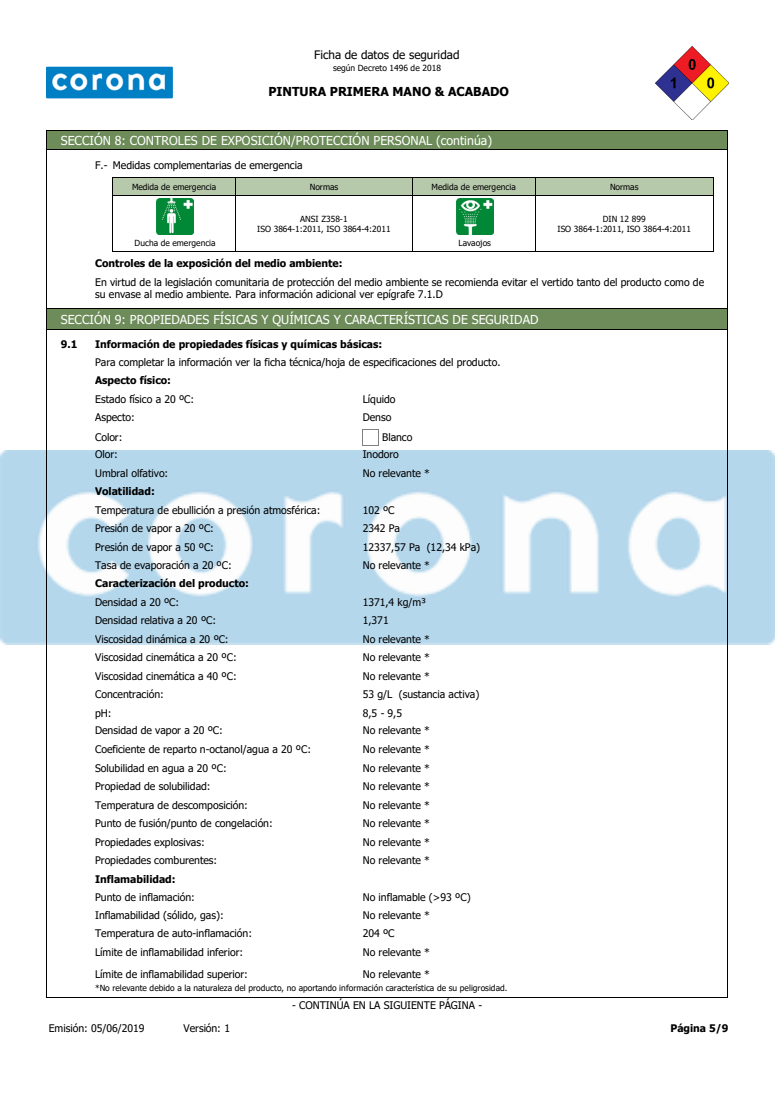 Ficha de datos de seguridad
según Decreto 1496 de 2018
corona
PINTURA PRIMERA MANO & ACABADO
0
1
0
SECCIÓN 8: CONTROLES DE EXPOSICIÓN/PROTECCIÓN PERSONAL (continúa)
F.- Medidas complementarias de emergencia
Medida de emergencia Normas Medida de emergencia Normas
Ducha de emergencia
ANSI Z358-1
ISO 3864-1:2011, ISO 3864-4:2011
Lavaojos
DIN 12 899
ISO 3864-1:2011, ISO 3864-4:2011
Controles de la exposición del medio ambiente:
En virtud de la legislación comunitaria de protección del medio ambiente se recomienda evitar el vertido tanto del producto como de
su envase al medio ambiente. Para información adicional ver epígrafe 7.1.D
SECCIÓN 9: PROPIEDADES FÍSICAS Y QUÍMICAS Y CARACTERÍSTICAS DE SEGURIDAD
9.1 Información de propiedades físicas y químicas básicas:
Para completar la información ver la ficha técnica/hoja de especificaciones del producto.
Aspecto físico:
Estado físico a 20 ºC: Líquido
Aspecto: Denso
Color: Blanco
Olor: Inodoro
Umbral olfativo: No relevante *
Volatilidad:
Temperatura de ebullición a presión atmosférica: 102 ºC
Presión de vapor a 20 ºC: 2342 Pa
Presión de vapor a 50 ºC: 12337,57 Pa (12,34 kPa)
Tasa de evaporación a 20 ºC: No relevante *
Caracterización del producto:
Densidad a 20 ºC: 1371,4 kg/m³
Densidad relativa a 20 ºC: 1,371
Viscosidad dinámica a 20 ºC: No relevante *
Viscosidad cinemática a 20 ºC: No relevante *
Viscosidad cinemática a 40 ºC: No relevante *
Concentración: 53 g/L (sustancia activa)
pH: 8,5 - 9,5
Densidad de vapor a 20 ºC: No relevante *
Coeficiente de reparto n-octanol/agua a 20 ºC: No relevante *
Solubilidad en agua a 20 ºC: No relevante *
Propiedad de solubilidad: No relevante *
Temperatura de descomposición: No relevante *
Punto de fusión/punto de congelación: No relevante *
Propiedades explosivas: No relevante *
Propiedades comburentes: No relevante *
Inflamabilidad:
Punto de inflamación: No inflamable (>93 ºC)
Inflamabilidad (sólido, gas): No relevante *
Temperatura de auto-inflamación: 204 ºC
Límite de inflamabilidad inferior: No relevante *
Límite de inflamabilidad superior: No relevante *
*No relevante debido a la naturaleza del producto, no aportando información característica de su peligrosidad.
- CONTINÚA EN LA SIGUIENTE PÁGINA -
Emisión: 05/06/2019 Versión: 1 Página 5/9
corona